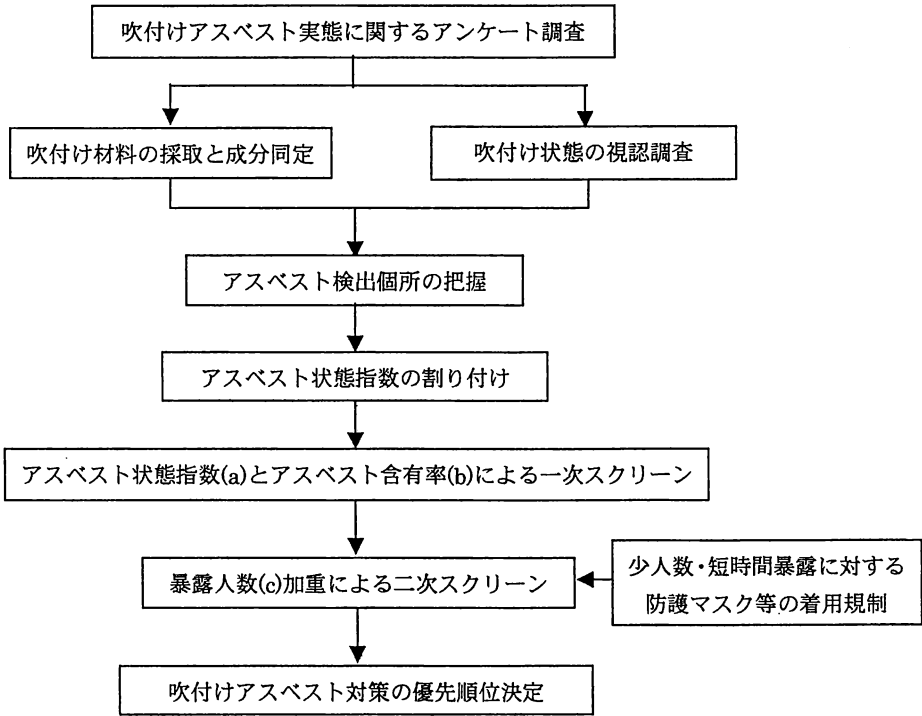 吹付けアスベスト実態に関するアンケート調査
吹付け材料の採取と成分同定
吹付け状態の視認調査
アスベスト検出個所の把握
アスベスト状態指数の割り付け
アスベスト状態指数(a)とアスベスト含有率(b)による一次スクリーン
暴露人数(c)加重による二次スクリーン
少人数・短時間暴露に対する
防護マスク等の着用規制
吹付けアスベスト対策の優先順位決定